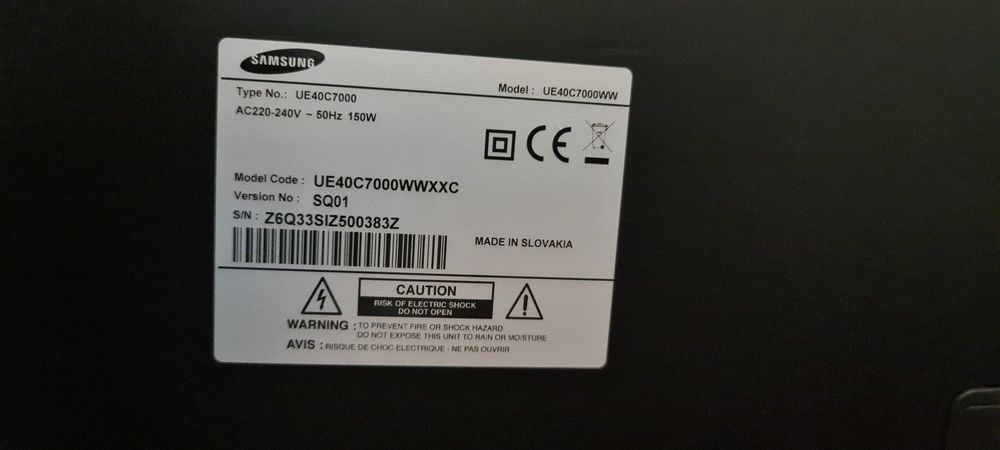 SAMSUNG
Type No.: UE40C7000
Model : UE40C7000WW
AC220-240V ~ 50Hz 150W
CE
Model Code : UE40C7000WWXXC
Version No : SQ01
S/N : Z6Q33SIZ500383Z
MADE IN SLOVAKIA
CAUTION
RISK OF ELECTRIC SHOCK
DO NOT OPEN
WARNING : TO PREVENT FIRE OR SHOCK HAZARD
DO NOT EXPOSE THIS UNIT TO RAIN OR MOISTURE
AVIS : RISQUE DE CHOC ELECTRIQUE - NE PAS OUVRIR